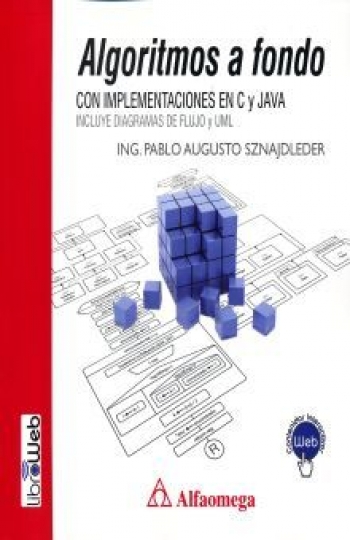 Algoritmos a fondo
CON IMPLEMENTACIONES EN C y JAVA
INCLUYE DIAGRAMAS DE FLUJO y UML
ING. PABLO AUGUSTO SZNAJDLEDER
libroweb
Web
R
Alfaomega